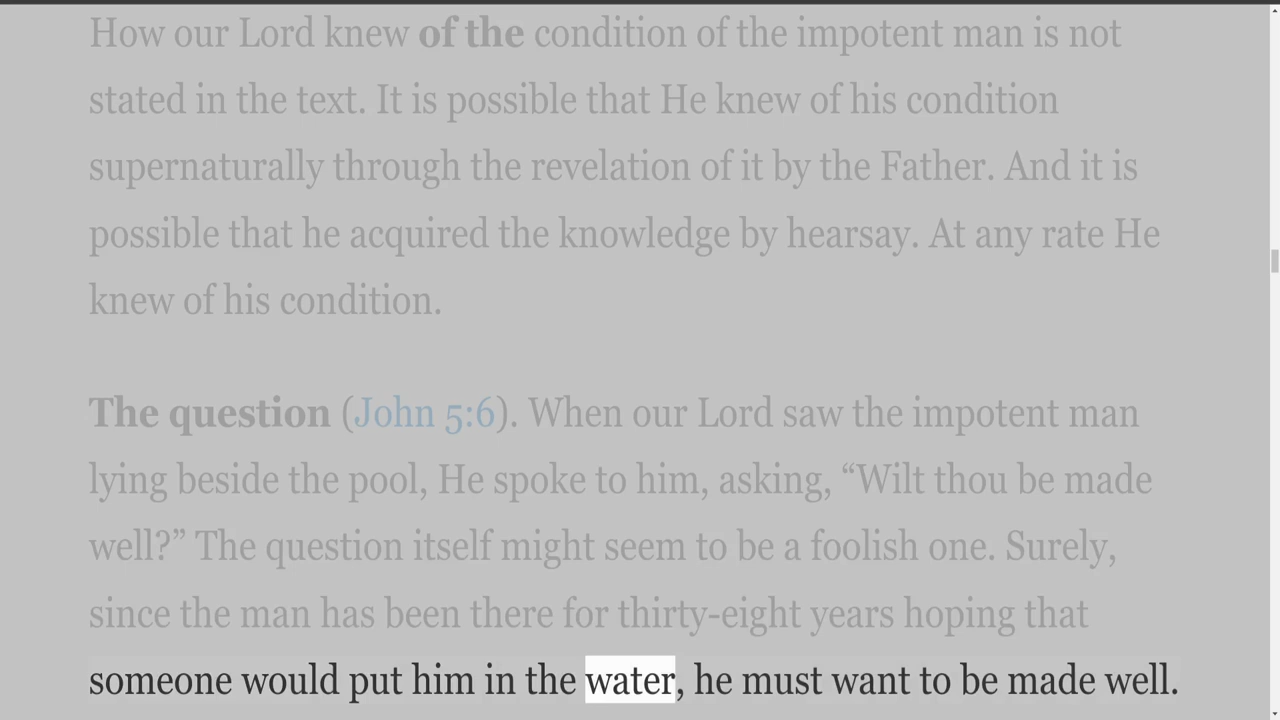 How our Lord knew of the condition of the impotent man is not
stated in the text. It is possible that He knew of his condition
supernaturally through the revelation of it by the Father. And it is
possible that he acquired the knowledge by hearsay. At any rate He
knew of his condition.
The question (John 5:6). When our Lord saw the impotent man
lying beside the pool, He spoke to him, asking, “Wilt thou be made
well?” The question itself might seem to be a foolish one. Surely,
since the man has been there for thirty-eight years hoping that
someone would put him in the water, he must want to be made well.